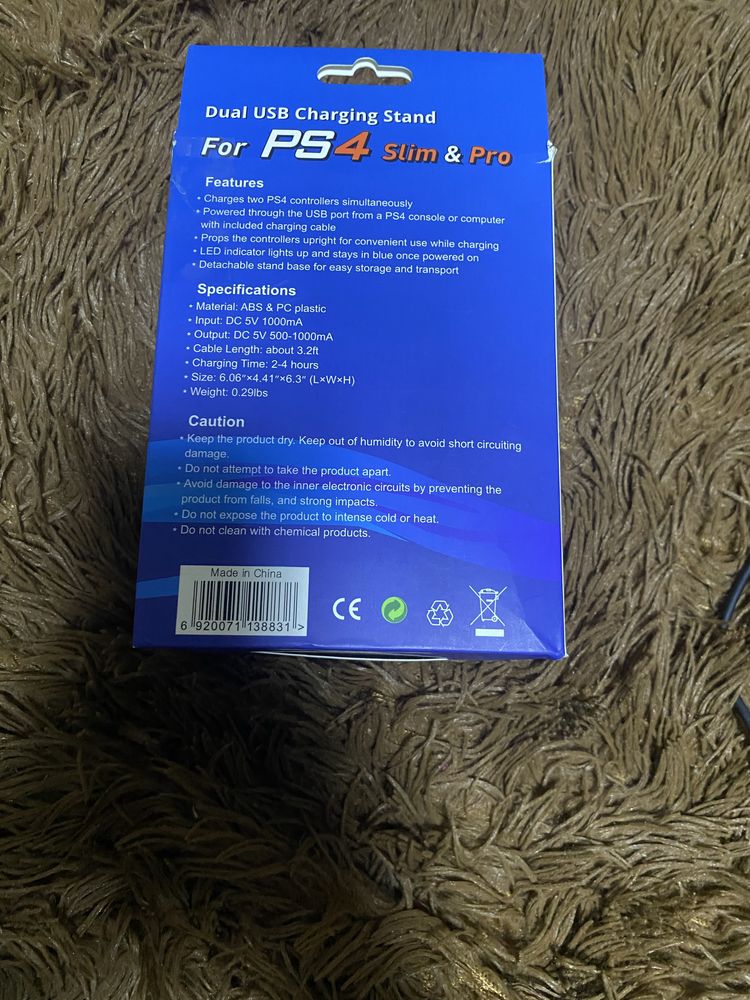 Dual USB Charging Stand
For PS4 Slim & Pro
Features
• Charges two PS4 controllers simultaneously
• Powered through the USB port from a PS4 console or computer
with included charging cable
• Props the controllers upright for convenient use while charging
• LED indicator lights up and stays in blue once powered on
• Detachable stand base for easy storage and transport
Specifications
• Material: ABS & PC plastic
• Input: DC 5V 1000mA
• Output: DC 5V 500-1000mA
• Cable Length: about 3.2ft
• Charging Time: 2-4 hours
• Size: 6.06"×4.41"×6.3" (L×W×H)
• Weight: 0.29lbs
Caution
• Keep the product dry. Keep out of humidity to avoid short circuiting
damage.
• Do not attempt to take the product apart.
• Avoid damage to the inner electronic circuits by preventing the
product from falls, and strong impacts.
• Do not expose the product to intense cold or heat.
• Do not clean with chemical products.
Made in China
6 920071 138831 >
CE